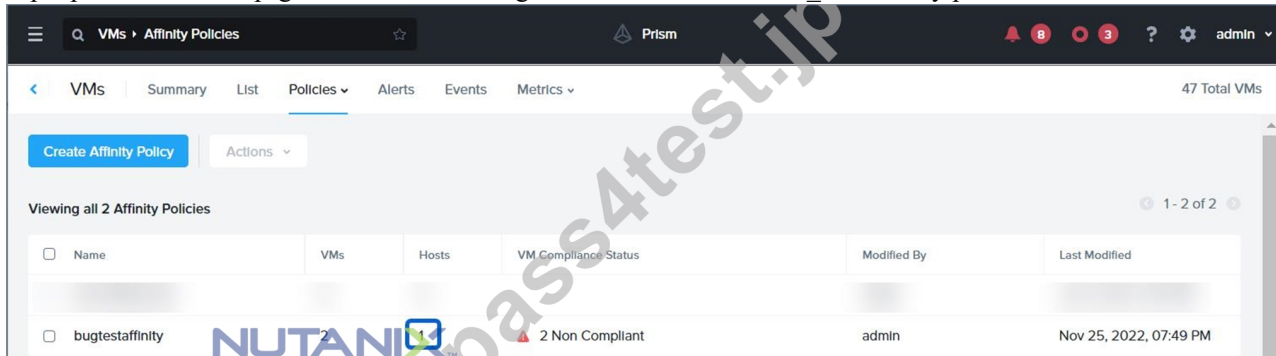 VMs › Affinity Policies
Prism
8
3
?
admin
VMs
Summary
List
Policies
Alerts
Events
Metrics
47 Total VMs
Create Affinity Policy
Actions
Viewing all 2 Affinity Policies
1 - 2 of 2
Name
VMs
Hosts
VM Compliance Status
Modified By
Last Modified
bugtestaffinity
2
1
2 Non Compliant
admin
Nov 25, 2022, 07:49 PM
NUTANIX
pass4test.jp